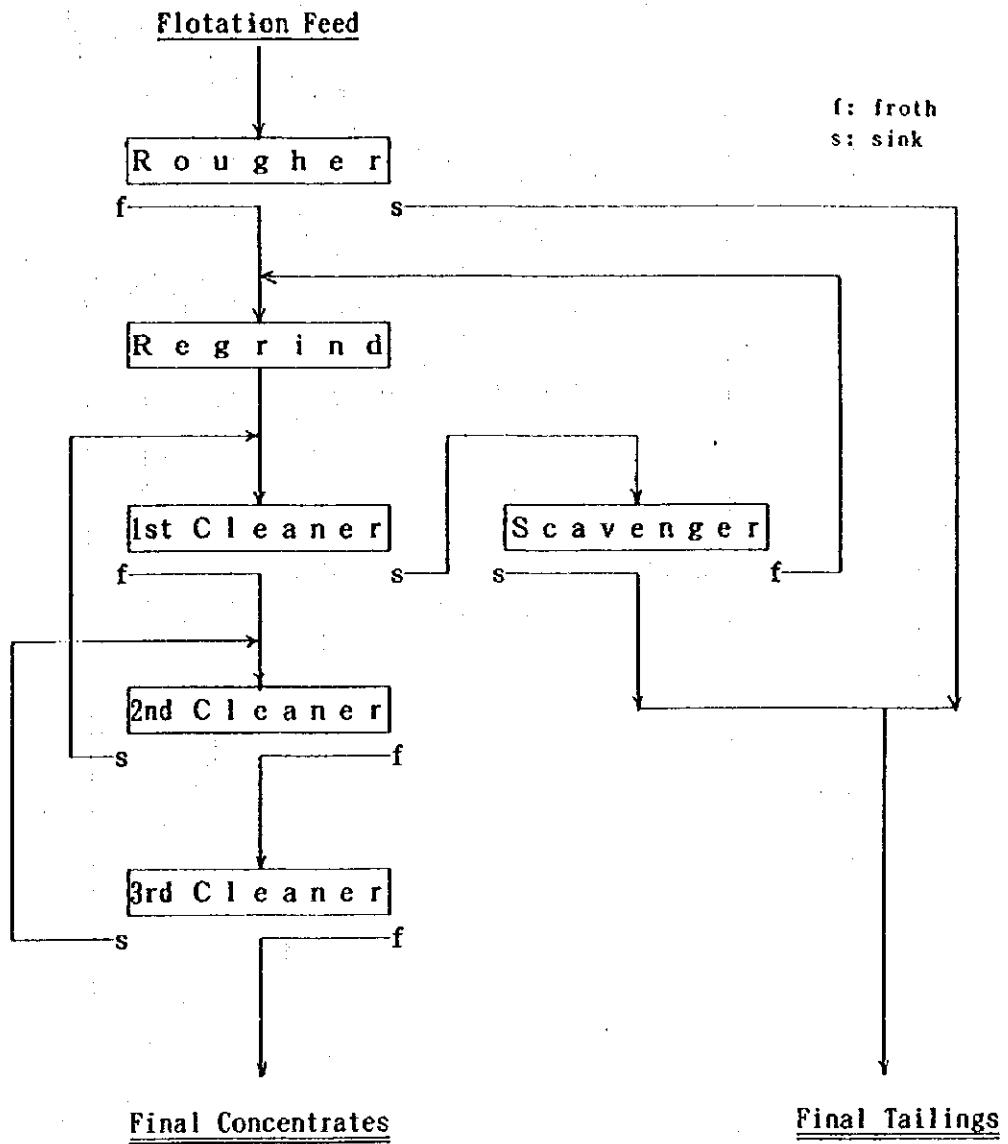 Flotation Feed
f: froth
s: sink
Rougher
f s
Regrind
1st Cleaner Scavenger
f s s f
2nd Cleaner
s f
3rd Cleaner
s f
Final Concentrates Final Tailings